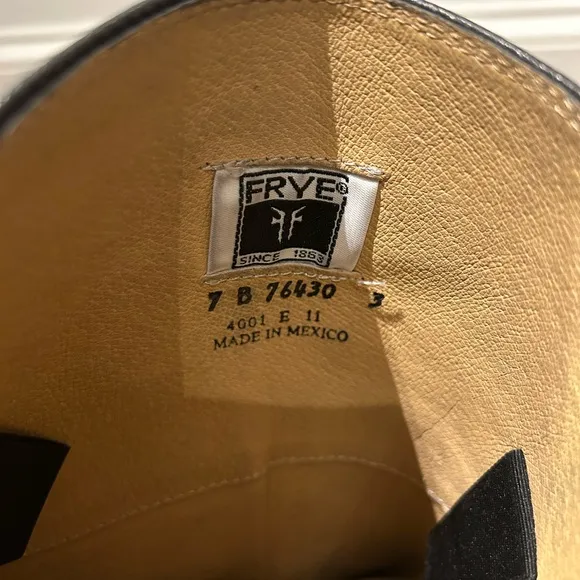 FRYE®
SINCE 1863
7 B 76430 3
4001 E 11
MADE IN MEXICO